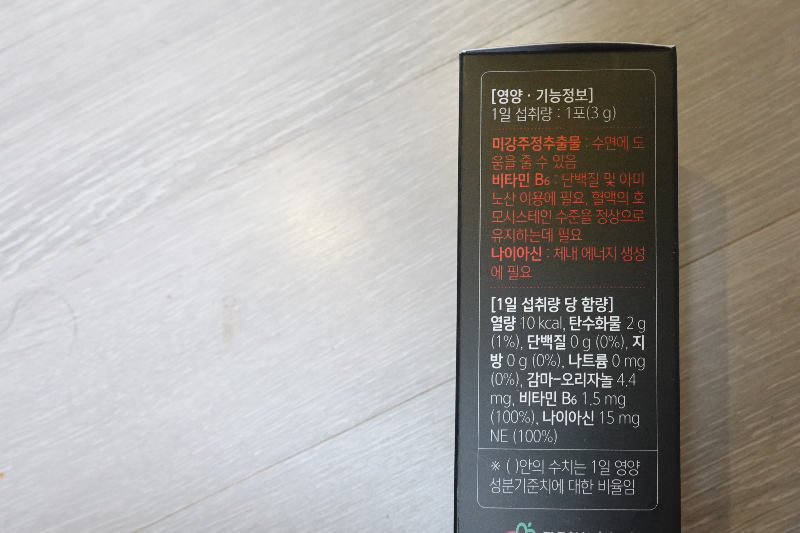 [영양 · 기능정보]
1일 섭취량 : 1포(3 g)
미강주정추출물 : 수면에 도
움을 줄 수 있음
비타민 B₆ : 단백질 및 아미
노산 이용에 필요, 혈액의 호
모시스테인 수준을 정상으로
유지하는데 필요
나이아신 : 체내 에너지 생성
에 필요
[1일 섭취량 당 함량]
열량 10 kcal, 탄수화물 2 g
(1%), 단백질 0 g (0%), 지
방 0 g (0%), 나트륨 0 mg
(0%), 감마-오리자놀 4.4
mg, 비타민 B₆ 1.5 mg
(100%), 나이아신 15 mg
NE (100%)
※ ( )안의 수치는 1일 영양
성분기준치에 대한 비율임